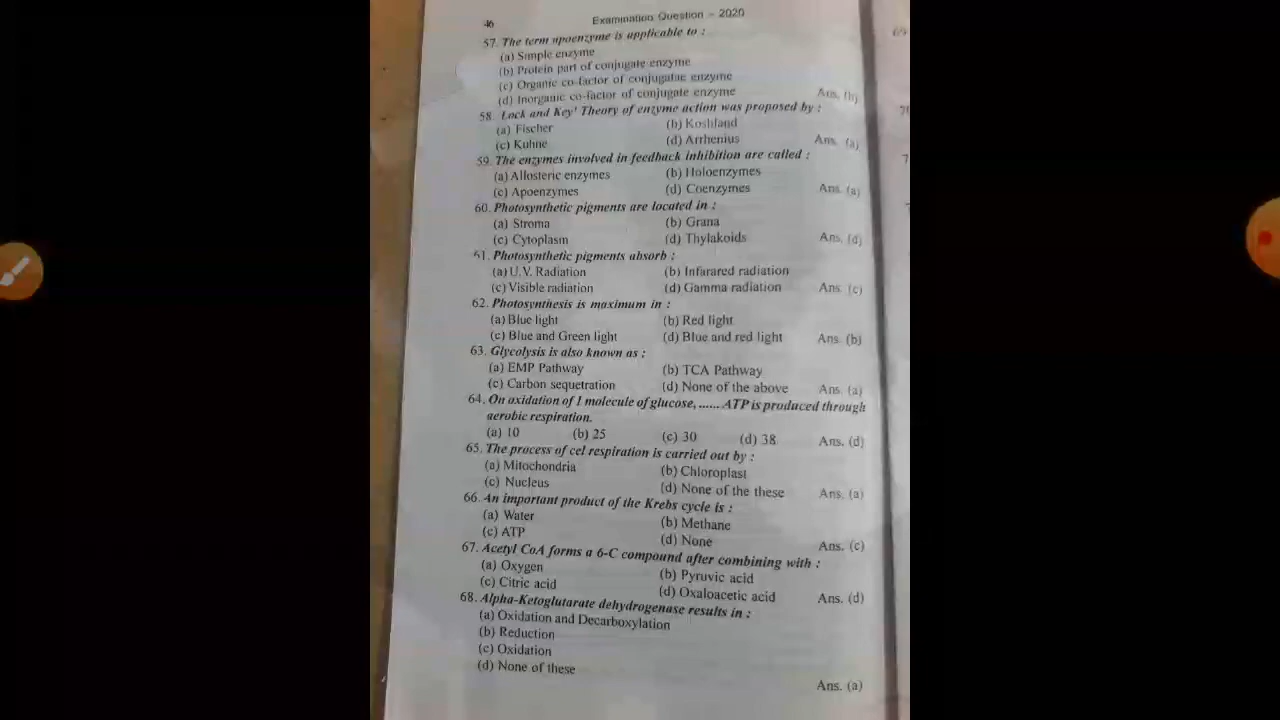 46
Examination Question – 2020
57. The term apoenzyme is applicable to :
(a) Simple enzyme
(b) Protein part of conjugate enzyme
(c) Organic co-factor of conjugatae enzyme
(d) Inorganic co-factor of conjugate enzyme Ans. (b)
58. Lock and Key' Theory of enzyme action was proposed by :
(a) Fischer (b) Koshland
(c) Kuhne (d) Arrhenius Ans. (a)
59. The enzymes involved in feedback inhibition are called :
(a) Allosteric enzymes (b) Holoenzymes
(c) Apoenzymes (d) Coenzymes Ans. (a)
60. Photosynthetic pigments are located in :
(a) Stroma (b) Grana
(c) Cytoplasm (d) Thylakoids Ans. (d)
61. Photosynthetic pigments absorb :
(a) U.V. Radiation (b) Infarared radiation
(c) Visible radiation (d) Gamma radiation Ans. (c)
62. Photosynthesis is maximum in :
(a) Blue light (b) Red light
(c) Blue and Green light (d) Blue and red light Ans. (b)
63. Glycolysis is also known as :
(a) EMP Pathway (b) TCA Pathway
(c) Carbon sequetration (d) None of the above Ans. (a)
64. On oxidation of 1 molecule of glucose, ...... ATP is produced through
aerobic respiration.
(a) 10 (b) 25 (c) 30 (d) 38 Ans. (d)
65. The process of cel respiration is carried out by :
(a) Mitochondria (b) Chloroplast
(c) Nucleus (d) None of the these Ans. (a)
66. An important product of the Krebs cycle is :
(a) Water (b) Methane
(c) ATP (d) None Ans. (c)
67. Acetyl CoA forms a 6-C compound after combining with :
(a) Oxygen (b) Pyruvic acid
(c) Citric acid (d) Oxaloacetic acid Ans. (d)
68. Alpha-Ketoglutarate dehydrogenase results in :
(a) Oxidation and Decarboxylation
(b) Reduction
(c) Oxidation
(d) None of these
Ans. (a)